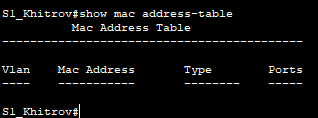 S1_Khitrov#show mac address-table
Mac Address Table
-------------------------------------------
Vlan Mac Address Type Ports
---- ----------- -------- -----
S1_Khitrov#